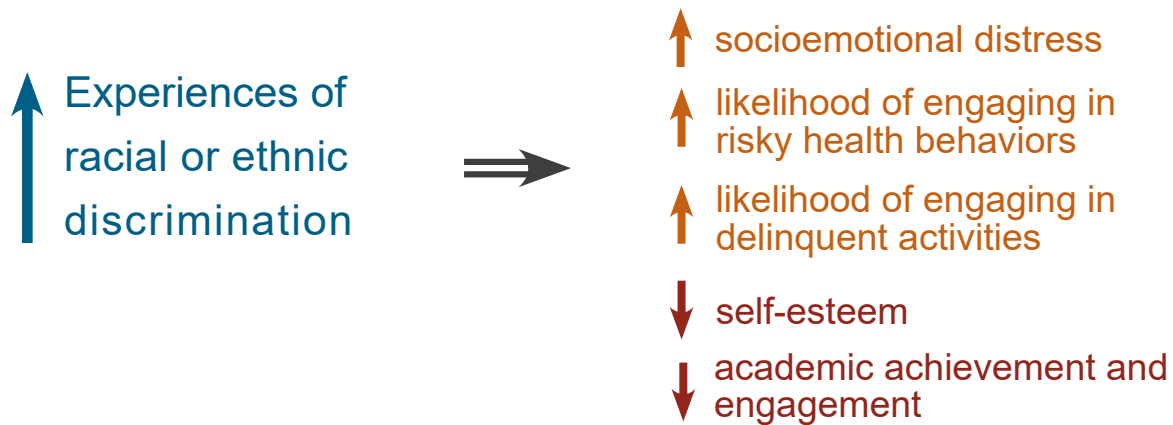 Experiences of
racial or ethnic
discrimination
socioemotional distress
likelihood of engaging in
risky health behaviors
likelihood of engaging in
delinquent activities
self-esteem
academic achievement and
engagement